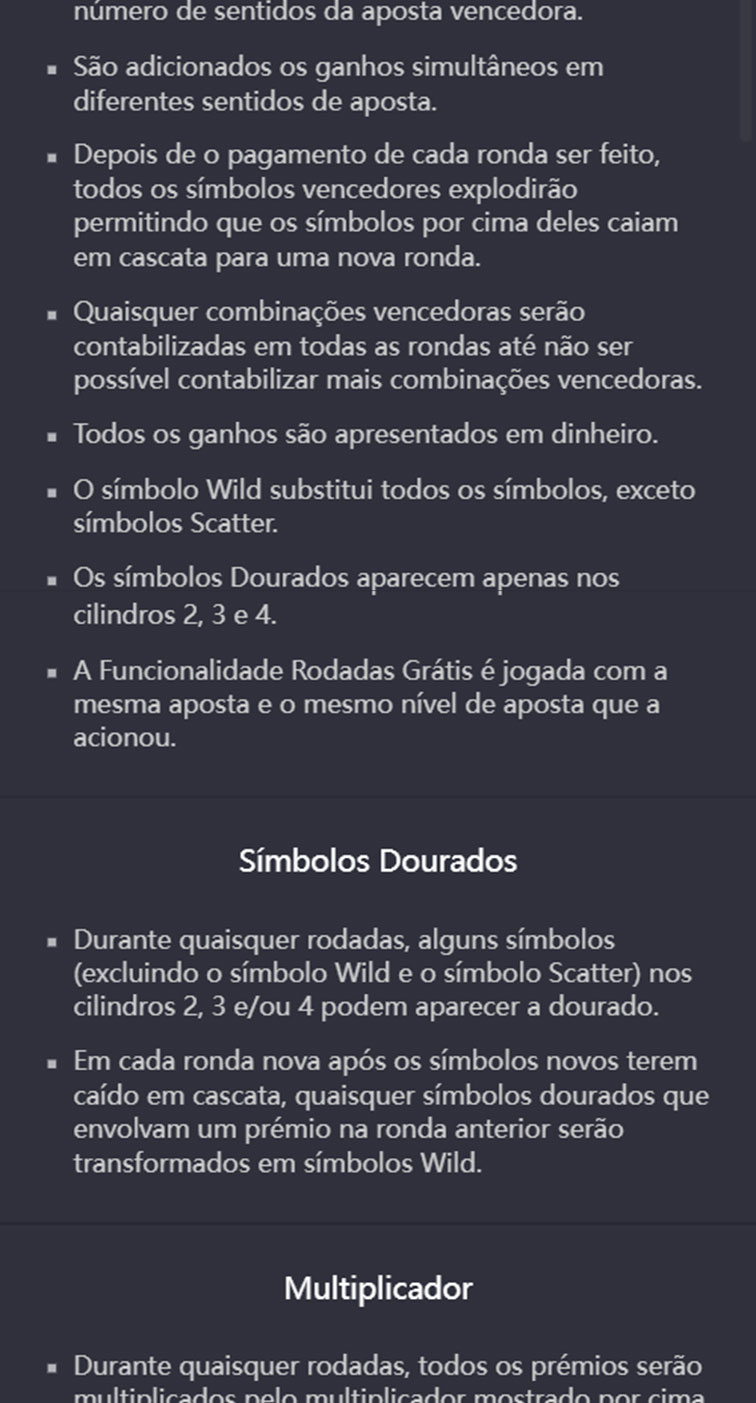 número de sentidos da aposta vencedora.
▪ São adicionados os ganhos simultâneos em
diferentes sentidos de aposta.
▪ Depois de o pagamento de cada ronda ser feito,
todos os símbolos vencedores explodirão
permitindo que os símbolos por cima deles caiam
em cascata para uma nova ronda.
▪ Quaisquer combinações vencedoras serão
contabilizadas em todas as rondas até não ser
possível contabilizar mais combinações vencedoras.
▪ Todos os ganhos são apresentados em dinheiro.
▪ O símbolo Wild substitui todos os símbolos, exceto
símbolos Scatter.
▪ Os símbolos Dourados aparecem apenas nos
cilindros 2, 3 e 4.
▪ A Funcionalidade Rodadas Grátis é jogada com a
mesma aposta e o mesmo nível de aposta que a
acionou.
Símbolos Dourados
▪ Durante quaisquer rodadas, alguns símbolos
(excluindo o símbolo Wild e o símbolo Scatter) nos
cilindros 2, 3 e/ou 4 podem aparecer a dourado.
▪ Em cada ronda nova após os símbolos novos terem
caído em cascata, quaisquer símbolos dourados que
envolvam um prémio na ronda anterior serão
transformados em símbolos Wild.
Multiplicador
▪ Durante quaisquer rodadas, todos os prémios serão
multiplicados pelo multiplicador mostrado por cima